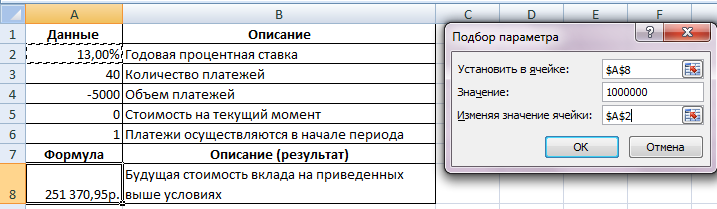 A B C D E F
1 Данные Описание
2 13,00% Годовая процентная ставка
3 40 Количество платежей
4 -5000 Объем платежей
5 0 Стоимость на текущий момент
6 1 Платежи осуществляются в начале периода
7 Формула Описание (результат)
Будущая стоимость вклада на приведенных
8 251 370,95р. выше условиях
Подбор параметра
?
Установить в ячейке: $A$8
Значение: 1000000
Изменяя значение ячейки: $A$2
ОК Отмена